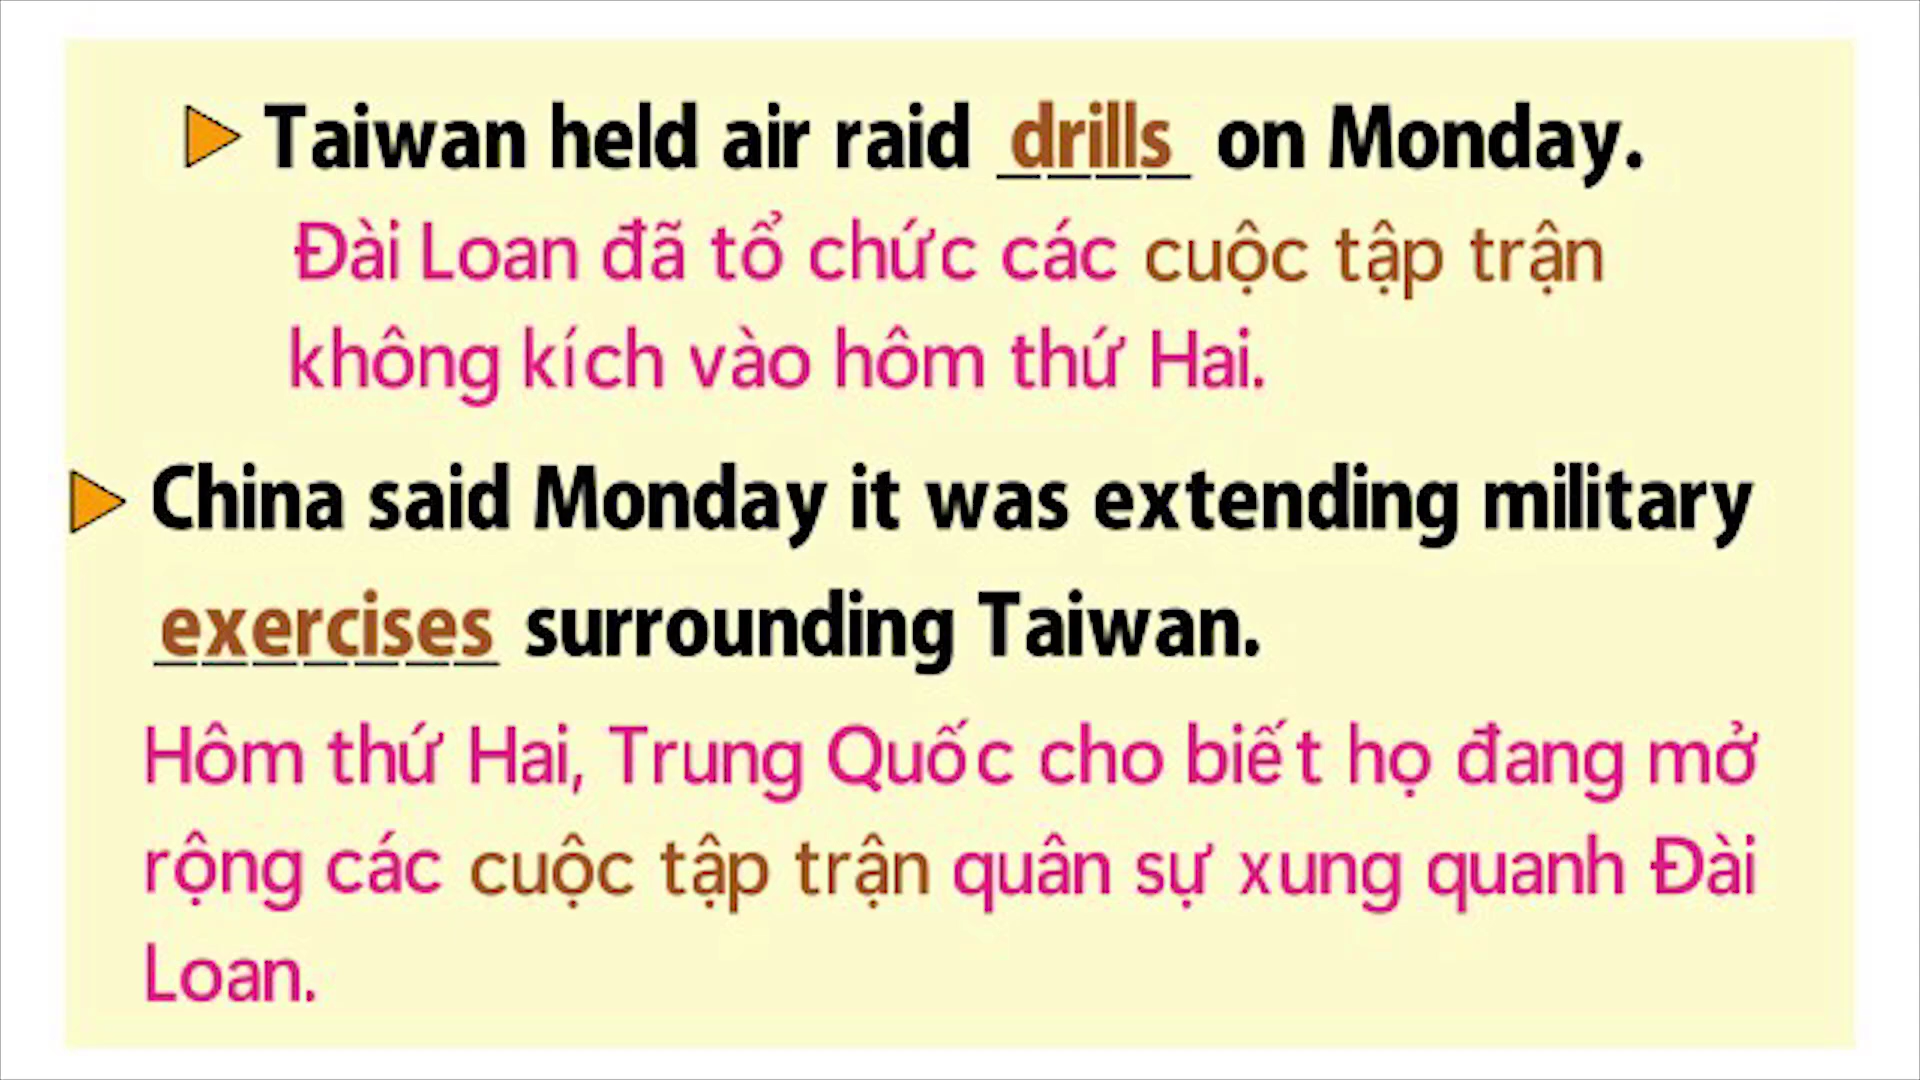 Taiwan held air raid drills on Monday.
Đài Loan đã tổ chức các cuộc tập trận
không kích vào hôm thứ Hai.
China said Monday it was extending military
exercises surrounding Taiwan.
Hôm thứ Hai, Trung Quốc cho biết họ đang mở
rộng các cuộc tập trận quân sự xung quanh Đài
Loan.